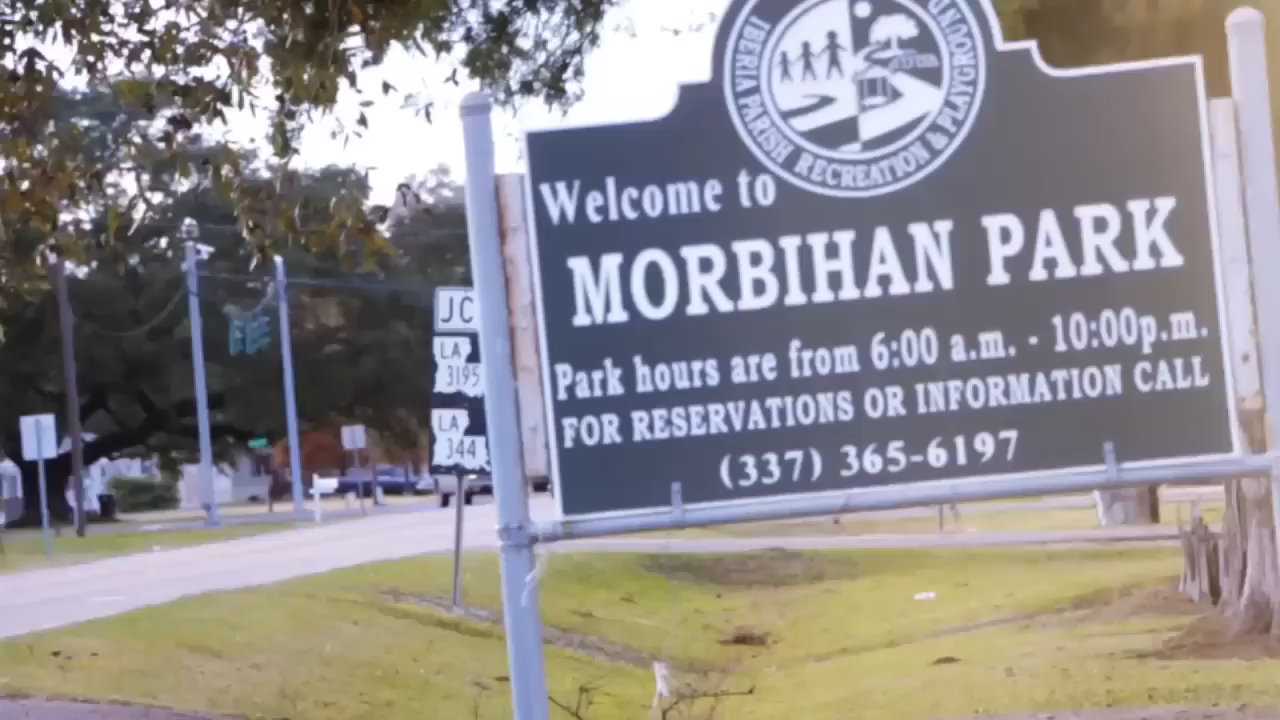 IBERIA PARISH RECREATION & PLAYGROUND
Welcome to
MORBIHAN PARK
Park hours are from 6:00 a.m. - 10:00p.m.
FOR RESERVATIONS OR INFORMATION CALL
(337) 365-6197
JC
LA
3195
LA
344